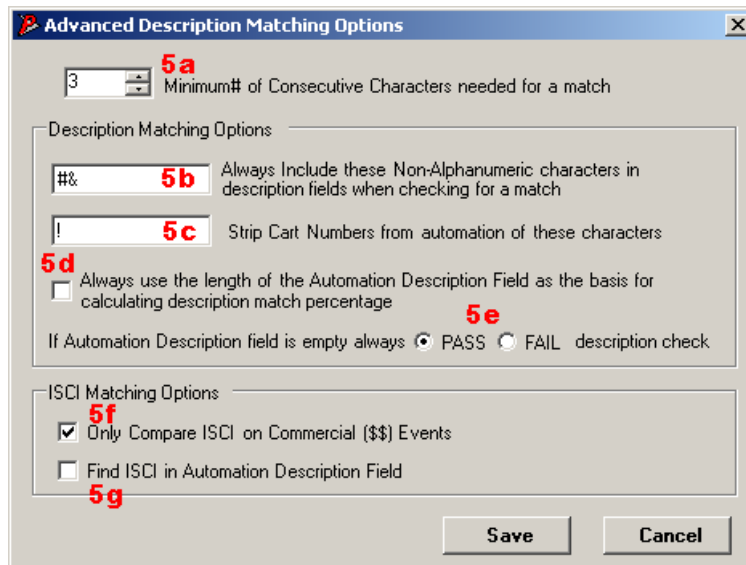 Advanced Description Matching Options
5a
3 Minimum# of Consecutive Characters needed for a match
Description Matching Options
#& 5b Always Include these Non-Alphanumeric characters in
description fields when checking for a match
! 5c Strip Cart Numbers from automation of these characters
5d
Always use the length of the Automation Description Field as the basis for
calculating description match percentage
5e
If Automation Description field is empty always PASS FAIL description check
ISCI Matching Options
5f
Only Compare ISCI on Commercial ($$) Events
Find ISCI in Automation Description Field
5g
Save Cancel